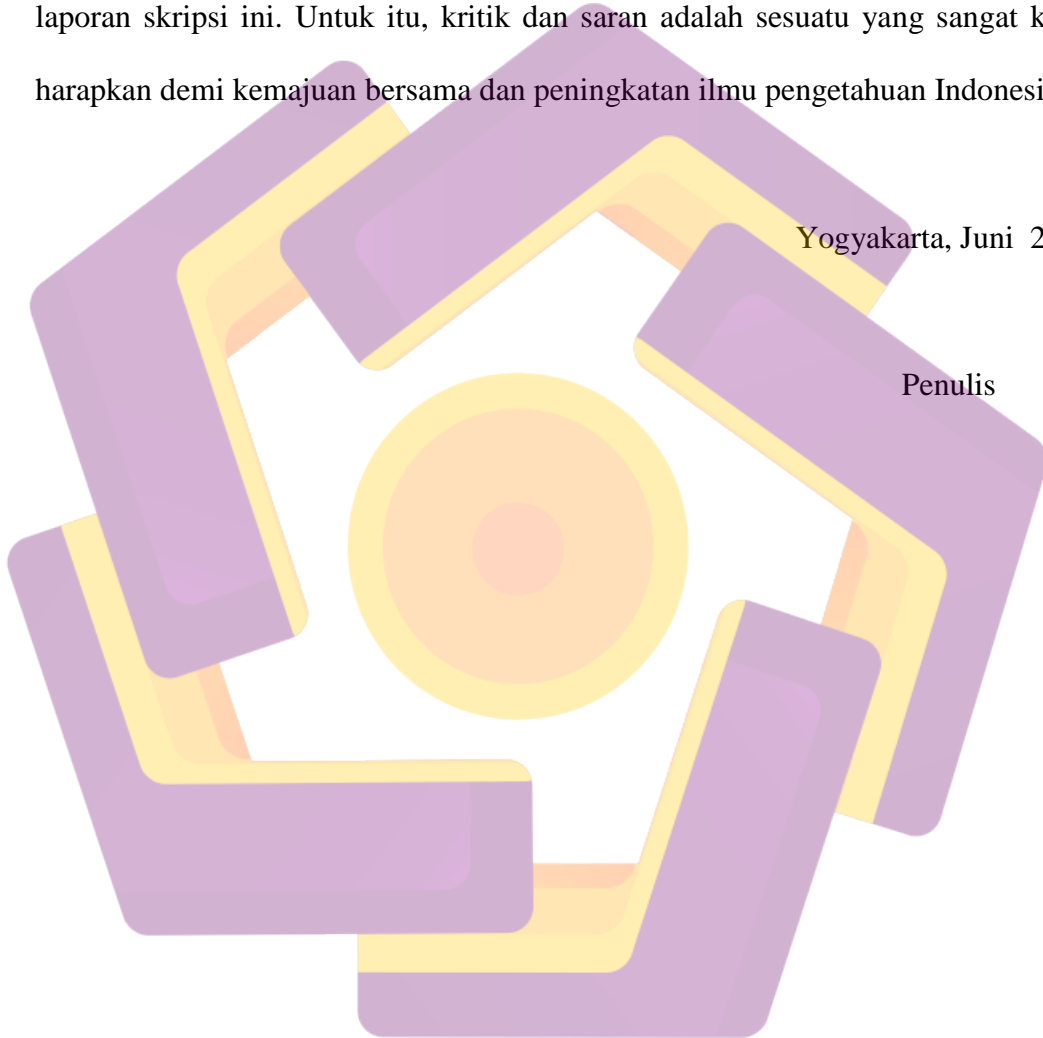 laporan skripsi ini. Untuk itu, kritik dan saran adalah sesuatu yang sangat k
harapkan demi kemajuan bersama dan peningkatan ilmu pengetahuan Indonesi
Yogyakarta, Juni 2
Penulis